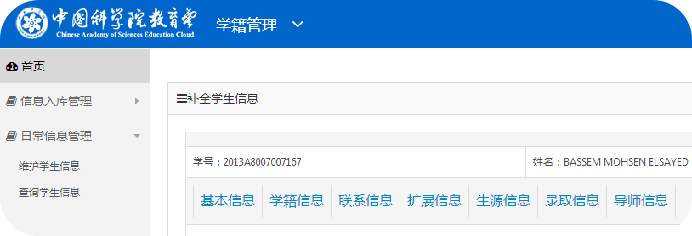 中国科学院教育云
Chinese Academy of Sciences Education Cloud
学籍管理
首页
信息入库管理
日常信息管理
维护学生信息
查询学生信息
补全学生信息
学号：2013A8007007167 姓名：BASSEM MOHSEN ELSAYED
基本信息 学籍信息 联系信息 扩展信息 生源信息 录取信息 导师信息